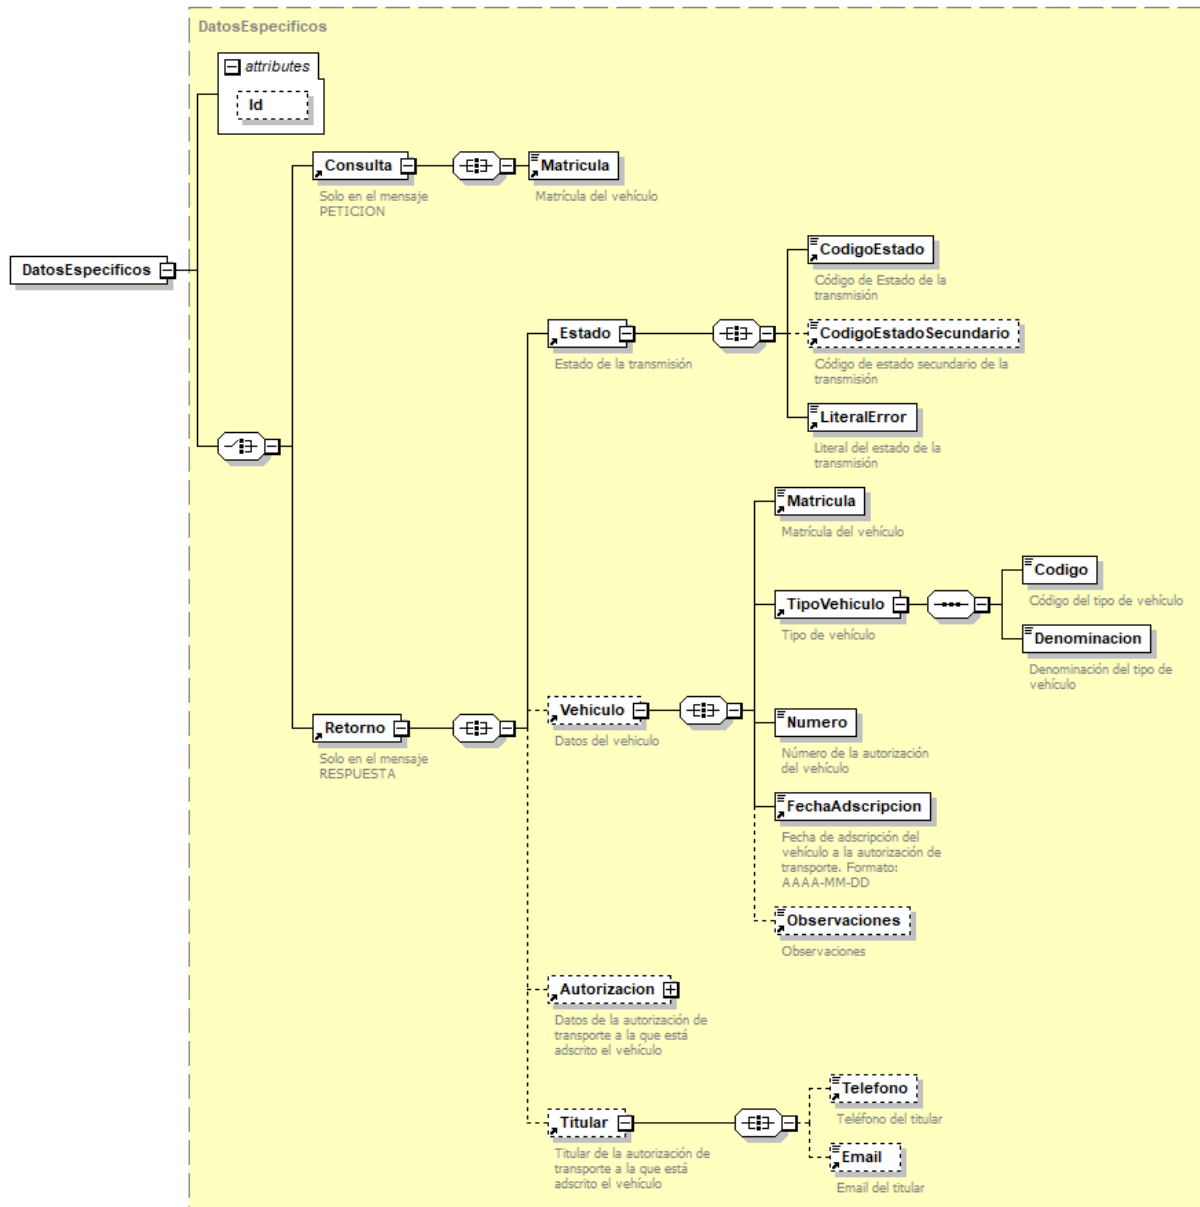 DatosEspecificos
attributes
Id
Consulta
Solo en el mensaje
PETICION
Matricula
Matrícula del vehículo
DatosEspecificos
CodigoEstado
Código de Estado de la
transmisión
Estado
Estado de la transmisión
CodigoEstadoSecundario
Código de estado secundario de la
transmisión
LiteralError
Literal del estado de la
transmisión
Matricula
Matrícula del vehículo
TipoVehiculo
Tipo de vehículo
Codigo
Código del tipo de vehículo
Denominacion
Denominación del tipo de
vehículo
Retorno
Solo en el mensaje
RESPUESTA
Vehiculo
Datos del vehiculo
Numero
Número de la autorización
del vehículo
FechaAdscripcion
Fecha de adscripción del
vehículo a la autorización de
transporte. Formato:
AAAA-MM-DD
Observaciones
Observaciones
Autorizacion
Datos de la autorización de
transporte a la que está
adscrito el vehículo
Titular
Titular de la autorización de
transporte a la que está
adscrito el vehículo
Telefono
Teléfono del titular
Email
Email del titular